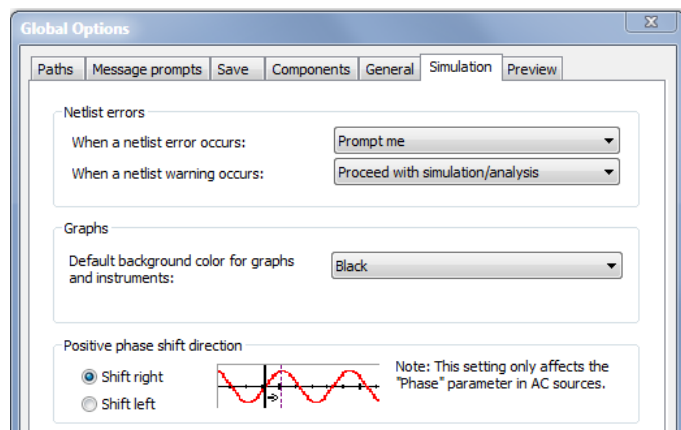 Global Options
x
Paths Message prompts Save Components General Simulation Preview
Netlist errors
When a netlist error occurs: Prompt me
When a netlist warning occurs: Proceed with simulation/analysis
Graphs
Default background color for graphs
and instruments:
Black
Positive phase shift direction
Shift right
Shift left
Note: This setting only affects the
"Phase" parameter in AC sources.